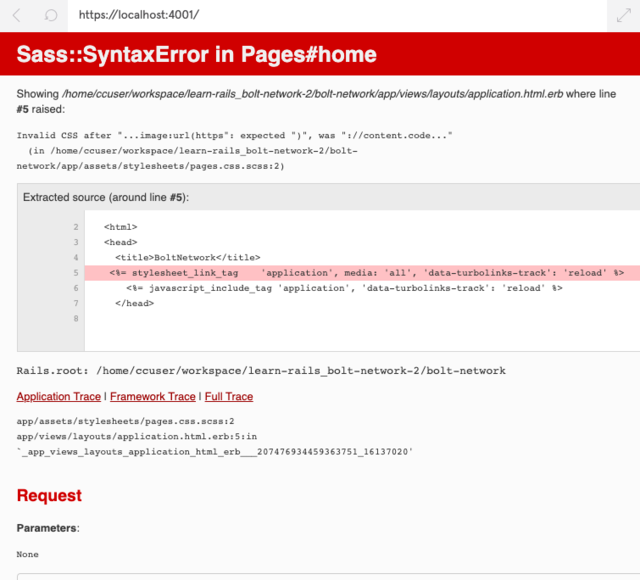 https://localhost:4001/
Sass::SyntaxError in Pages#home
Showing /home/ccuser/workspace/learn-rails_bolt-network-2/bolt-network/app/views/layouts/application.html.erb where line
#5 raised:
Invalid CSS after "...image:url(https": expected ")", was "://content.code..."
(in /home/ccuser/workspace/learn-rails_bolt-network-2/bolt-
network/app/assets/stylesheets/pages.css.scss:2)
Extracted source (around line #5):
2 <html>
3 <head>
4 <title>BoltNetwork</title>
5 <%= stylesheet_link_tag    'application', media: 'all', 'data-turbolinks-track': 'reload' %>
6 <%= javascript_include_tag 'application', 'data-turbolinks-track': 'reload' %>
7 </head>
8
Rails.root: /home/ccuser/workspace/learn-rails_bolt-network-2/bolt-network
Application Trace | Framework Trace | Full Trace
app/assets/stylesheets/pages.css.scss:2
app/views/layouts/application.html.erb:5:in
`_app_views_layouts_application_html_erb___207476934459363751_16137020'
Request
Parameters:
None